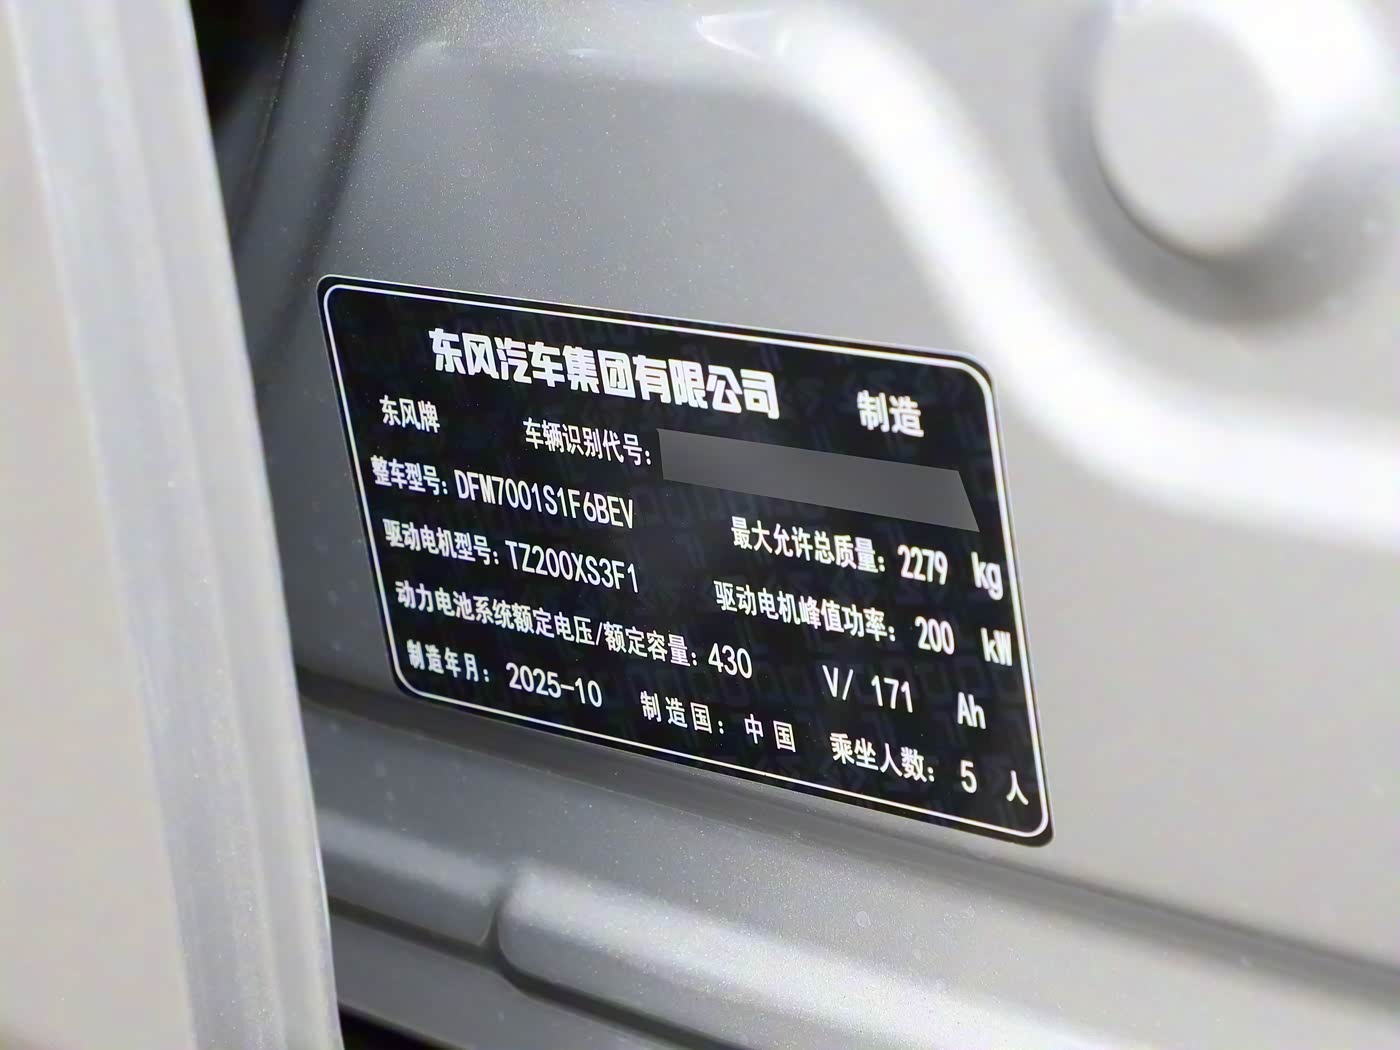 东风汽车集团有限公司 制造
东风牌 车辆识别代号：
整车型号：DFM7001S1F6BEV 最大允许总质量：2279 kg
驱动电机型号：TZ200XS3F1 驱动电机峰值功率：200 kW
动力电池系统额定电压/额定容量：430 V/ 171 Ah
制造年月：2025-10 制造国：中国 乘坐人数：5 人